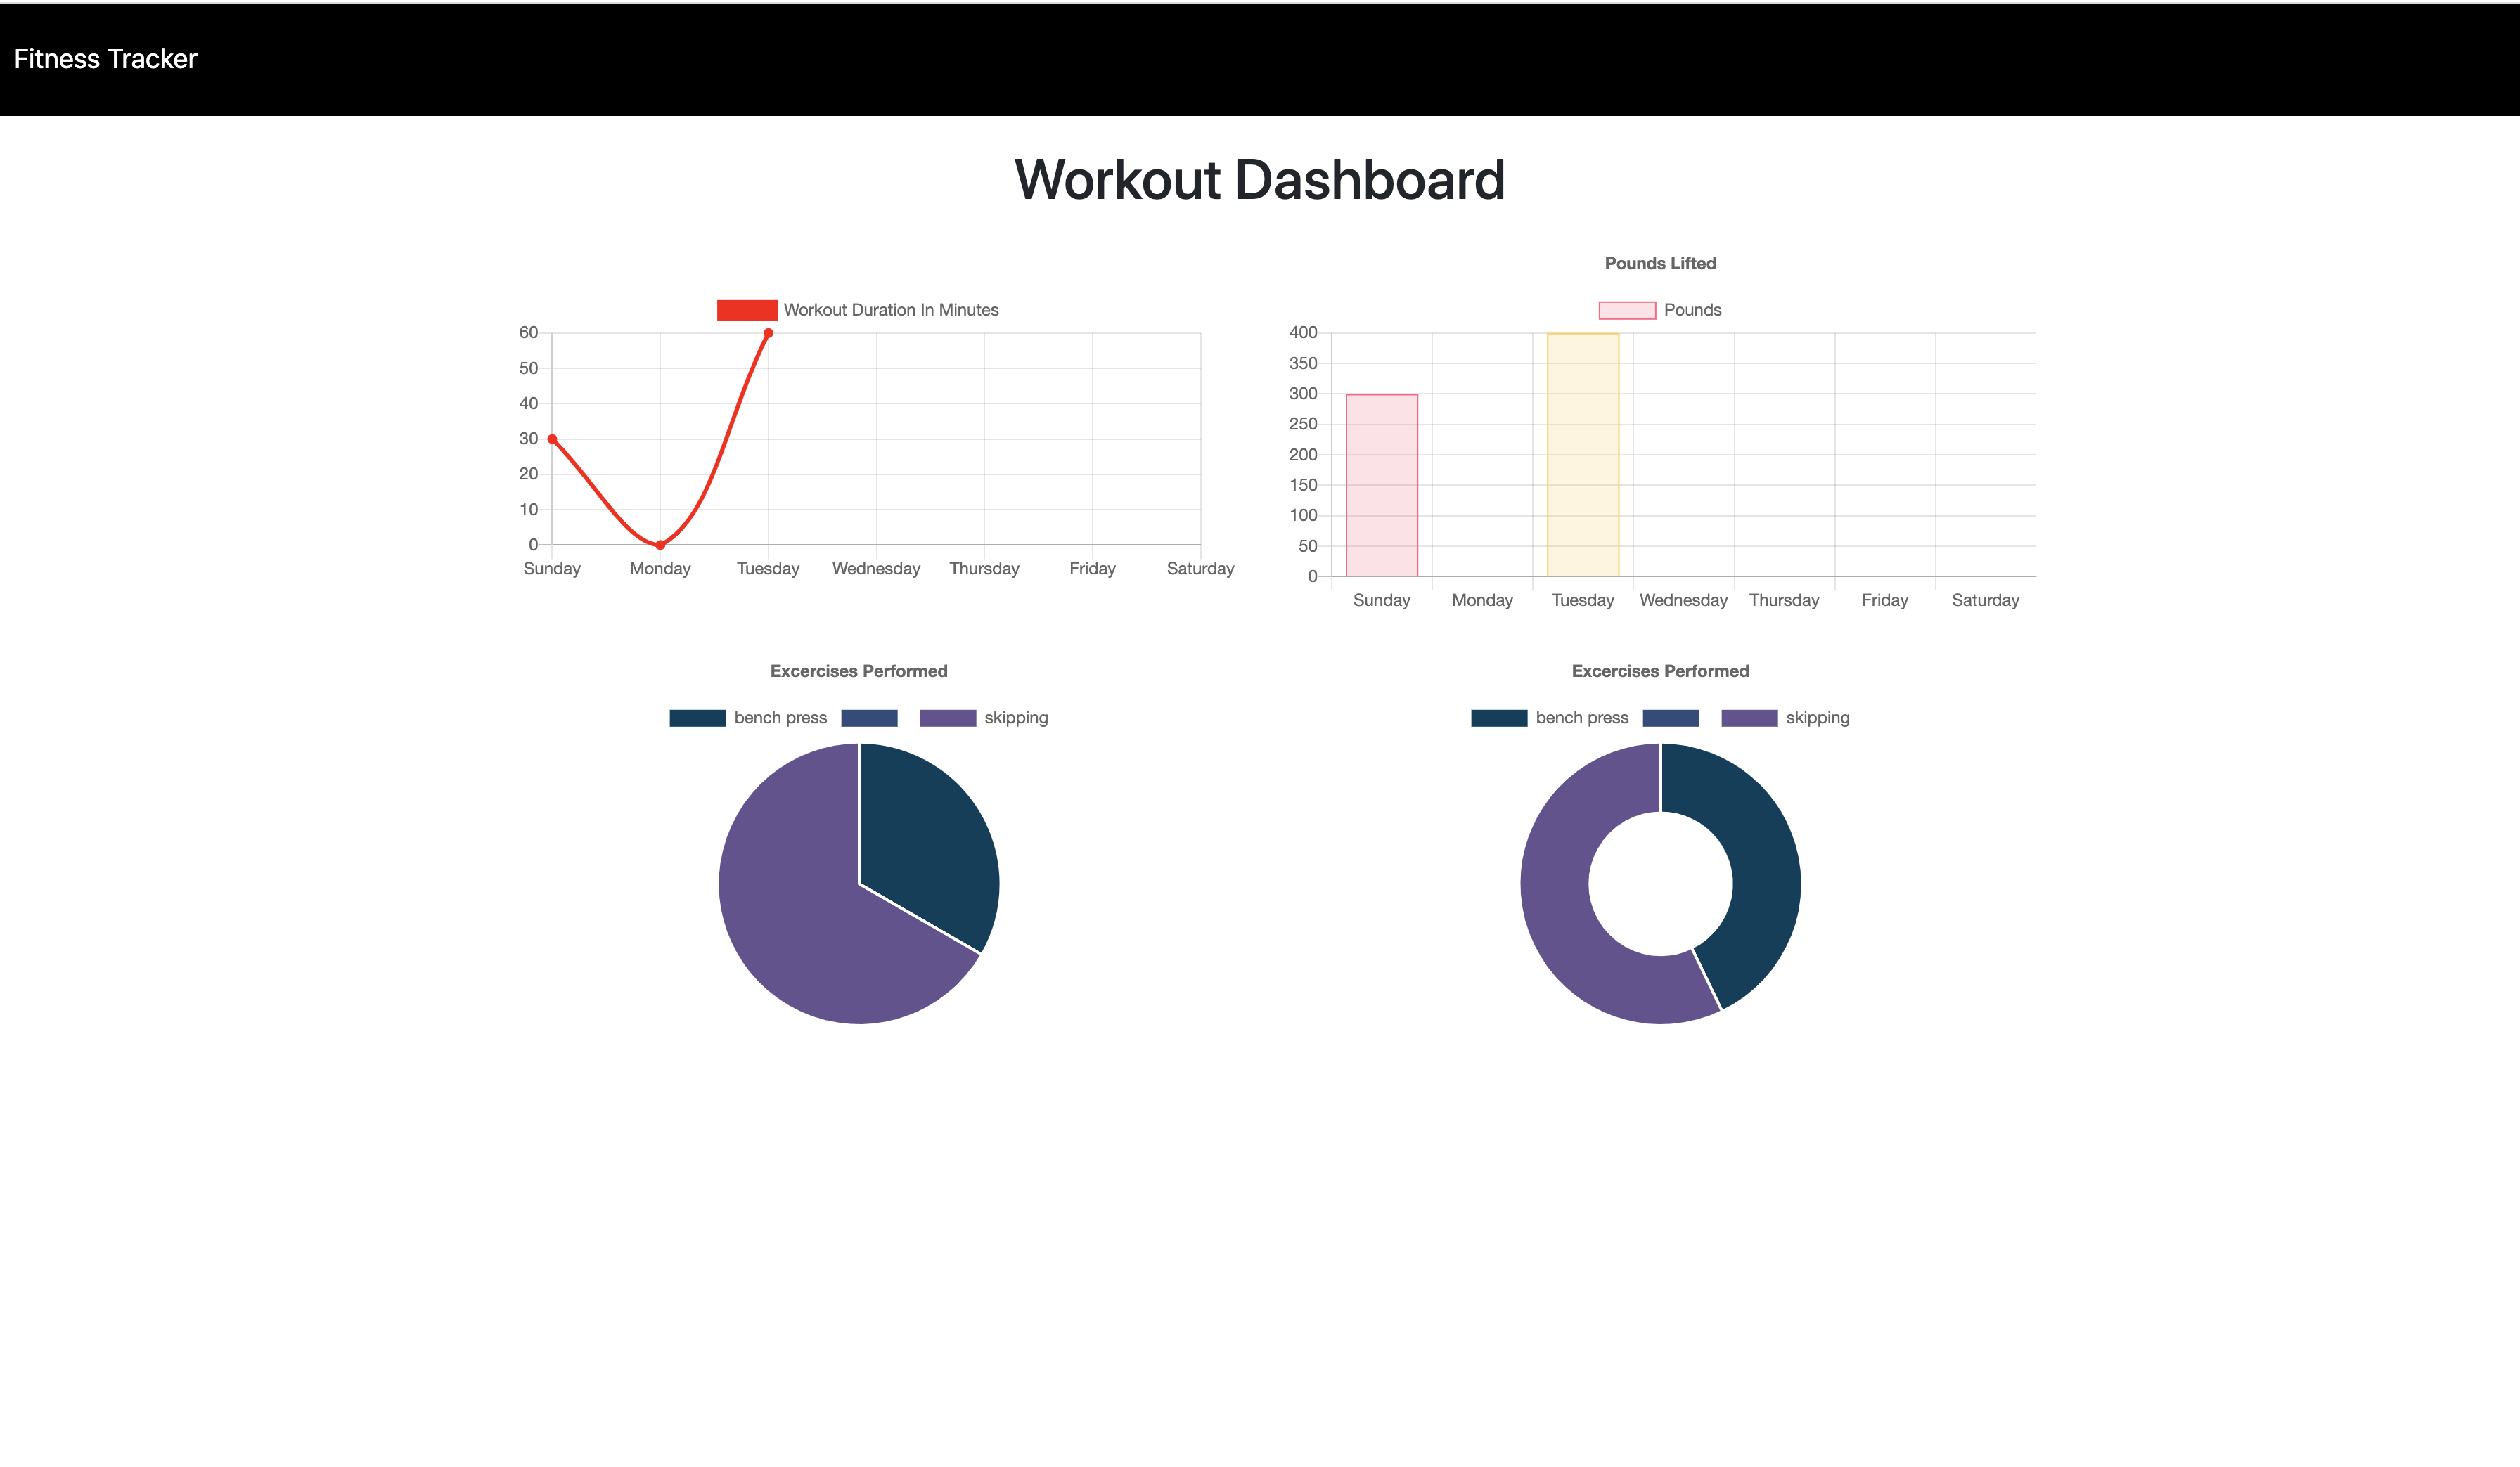 Fitness Tracker
Workout Dashboard
Workout Duration In Minutes
60
50
40
30
20
10
0
Sunday Monday Tuesday Wednesday Thursday Friday Saturday
Pounds Lifted
Pounds
400
350
300
250
200
150
100
50
0
Sunday Monday Tuesday Wednesday Thursday Friday Saturday
Excercises Performed
bench press skipping
Excercises Performed
bench press skipping